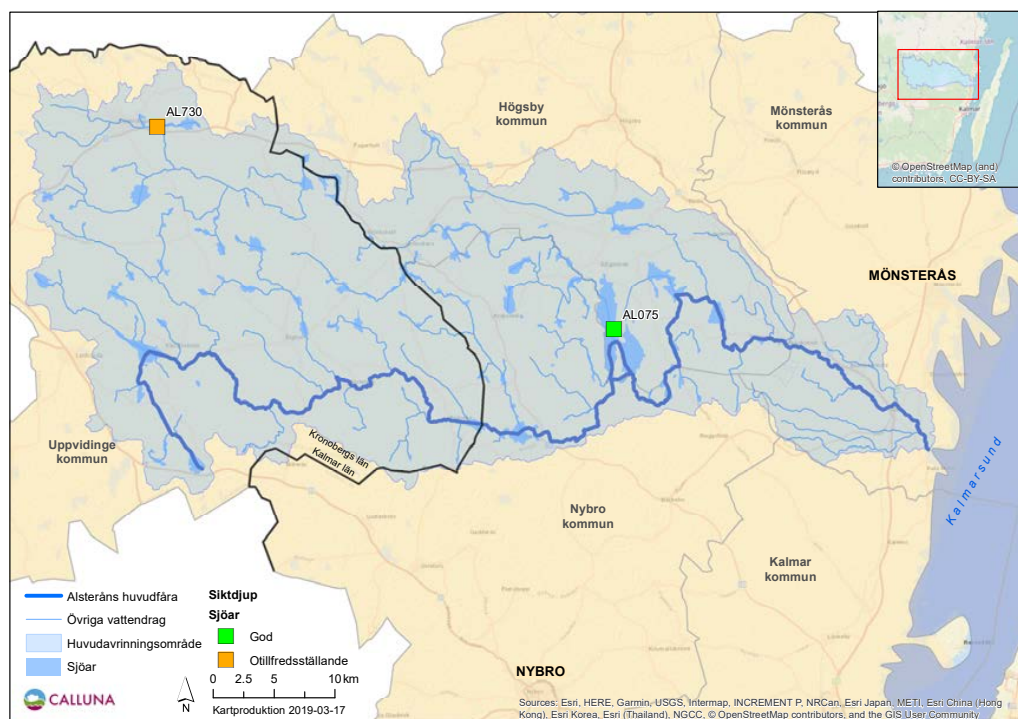 AL730
Högsby
kommun
Mönsterås
kommun
© OpenStreetMap (and)
contributors, CC-BY-SA
Kalmar
MÖNSTERÅS
AL075
Uppvidinge
kommun
Kronobergs län
Kalmar län
Nybro
kommun
Kalmar
kommun
Kalmarsund
NYBRO
Alsteråns huvudfåra
Övriga vattendrag
Huvudavrinningsområde
Sjöar
Siktdjup
Sjöar
God
Otillfredsställande
0 2.5 5 10 km
N
CALLUNA
Kartproduktion 2019-03-17
Sources: Esri, HERE, Garmin, USGS, Intermap, INCREMENT P, NRCan, Esri Japan, METI, Esri China (Hong
Kong), Esri Korea, Esri (Thailand), NGCC, © OpenStreetMap contributors, and the GIS User Community